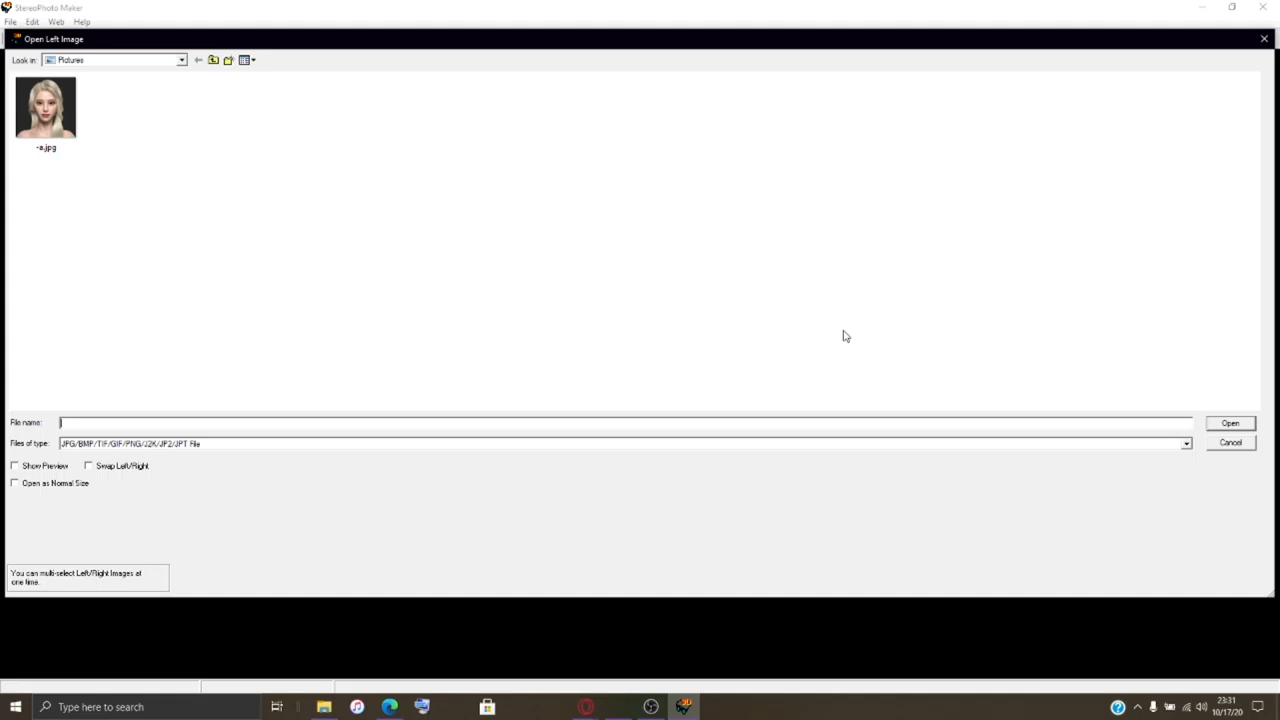 StereoPhoto Maker
File Edit Web Help
Open Left Image
Look in: Pictures
-a.jpg
File name: Open
Files of type: JPG/BMP/TIF/GIF/PNG/J2K/JP2/JPT File Cancel
Show Preview Swap Left/Right
Open as Normal Size
You can multi-select Left/Right Images at
one time.
Type here to search
23:31
10/17/20